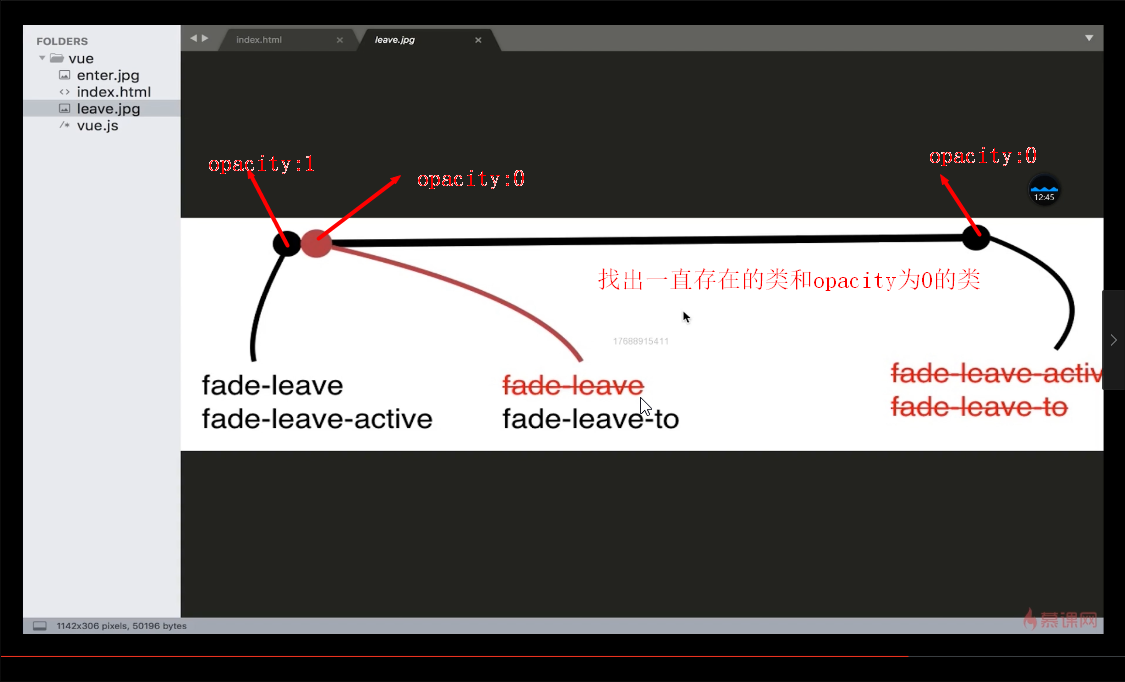 FOLDERS
vue
enter.jpg
<> index.html
leave.jpg
/* vue.js
index.html ×
leave.jpg ×
opacity:1
opacity:0
opacity:0
12:45
找出一直存在的类和opacity为0的类
17688915411
fade-leave
fade-leave-active
fade-leave
fade-leave-to
fade-leave-activ
fade-leave-to
慕课网
1142x306 pixels, 50196 bytes